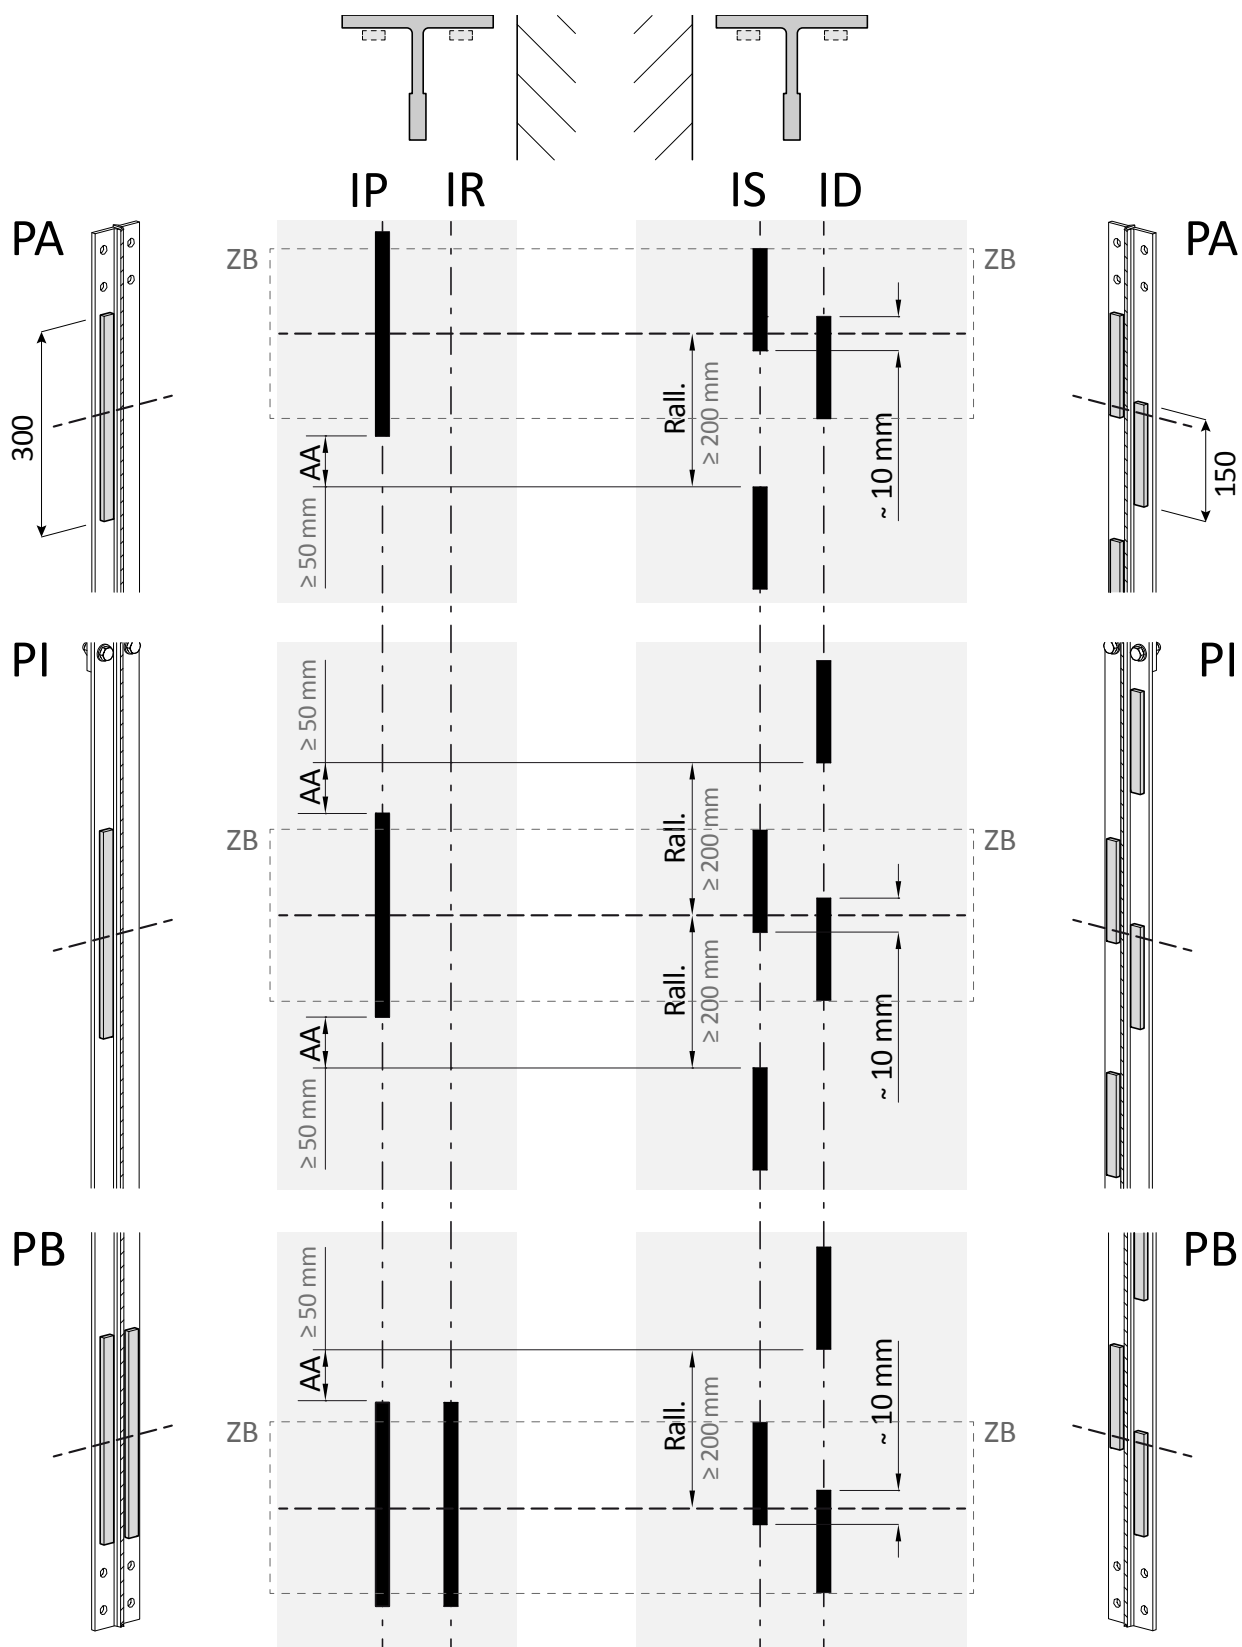 IP IR IS ID
PA PA
ZB ZB
300
Rall.
≥ 200 mm
AA
≥ 50 mm
~ 10 mm
150
PI PI
≥ 50 mm
AA
Rall.
≥ 200 mm
ZB ZB
Rall.
≥ 200 mm
AA
≥ 50 mm
~ 10 mm
PB PB
≥ 50 mm
AA
Rall.
≥ 200 mm
~ 10 mm
ZB ZB